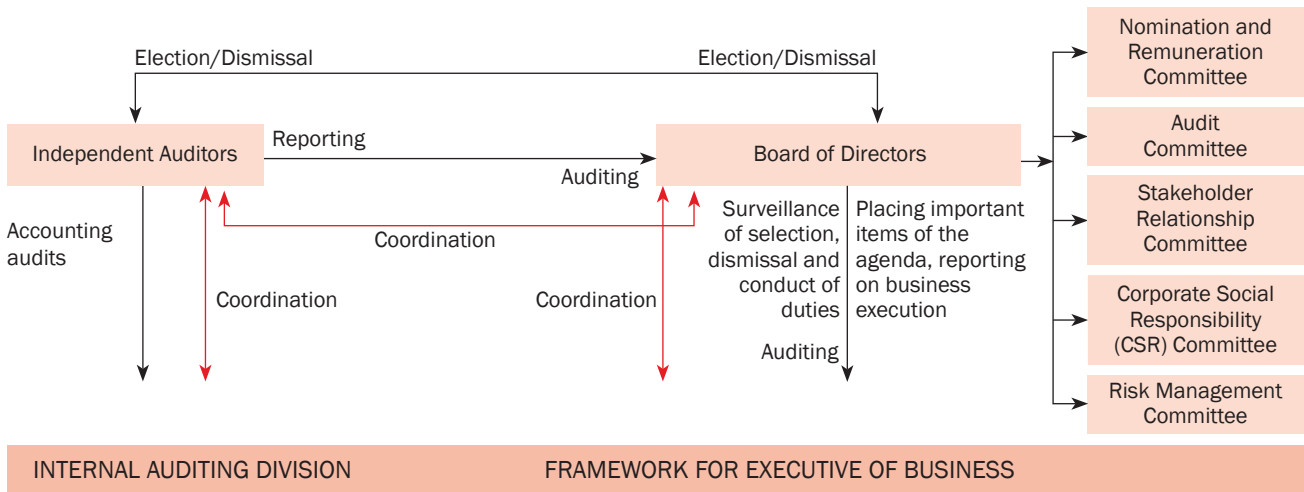 Election/Dismissal
Election/Dismissal
Independent Auditors
Reporting
Auditing
Board of Directors
Accounting
audits
Coordination
Coordination
Coordination
Surveillance
of selection,
dismissal and
conduct of
duties
Placing important
items of the
agenda, reporting
on business
execution
Auditing
Nomination and
Remuneration
Committee
Audit
Committee
Stakeholder
Relationship
Committee
Corporate Social
Responsibility
(CSR) Committee
Risk Management
Committee
INTERNAL AUDITING DIVISION
FRAMEWORK FOR EXECUTIVE OF BUSINESS